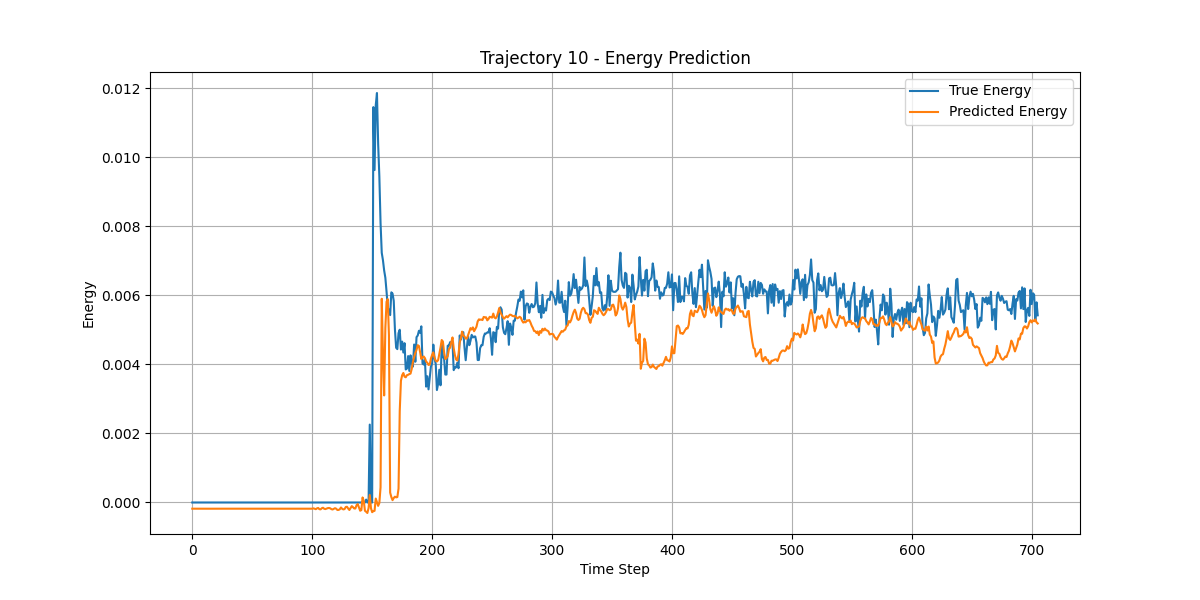 Trajectory 10 - Energy Prediction
True Energy
Predicted Energy
0.012
0.010
0.008
0.006
0.004
0.002
0.000
Energy
0 100 200 300 400 500 600 700
Time Step